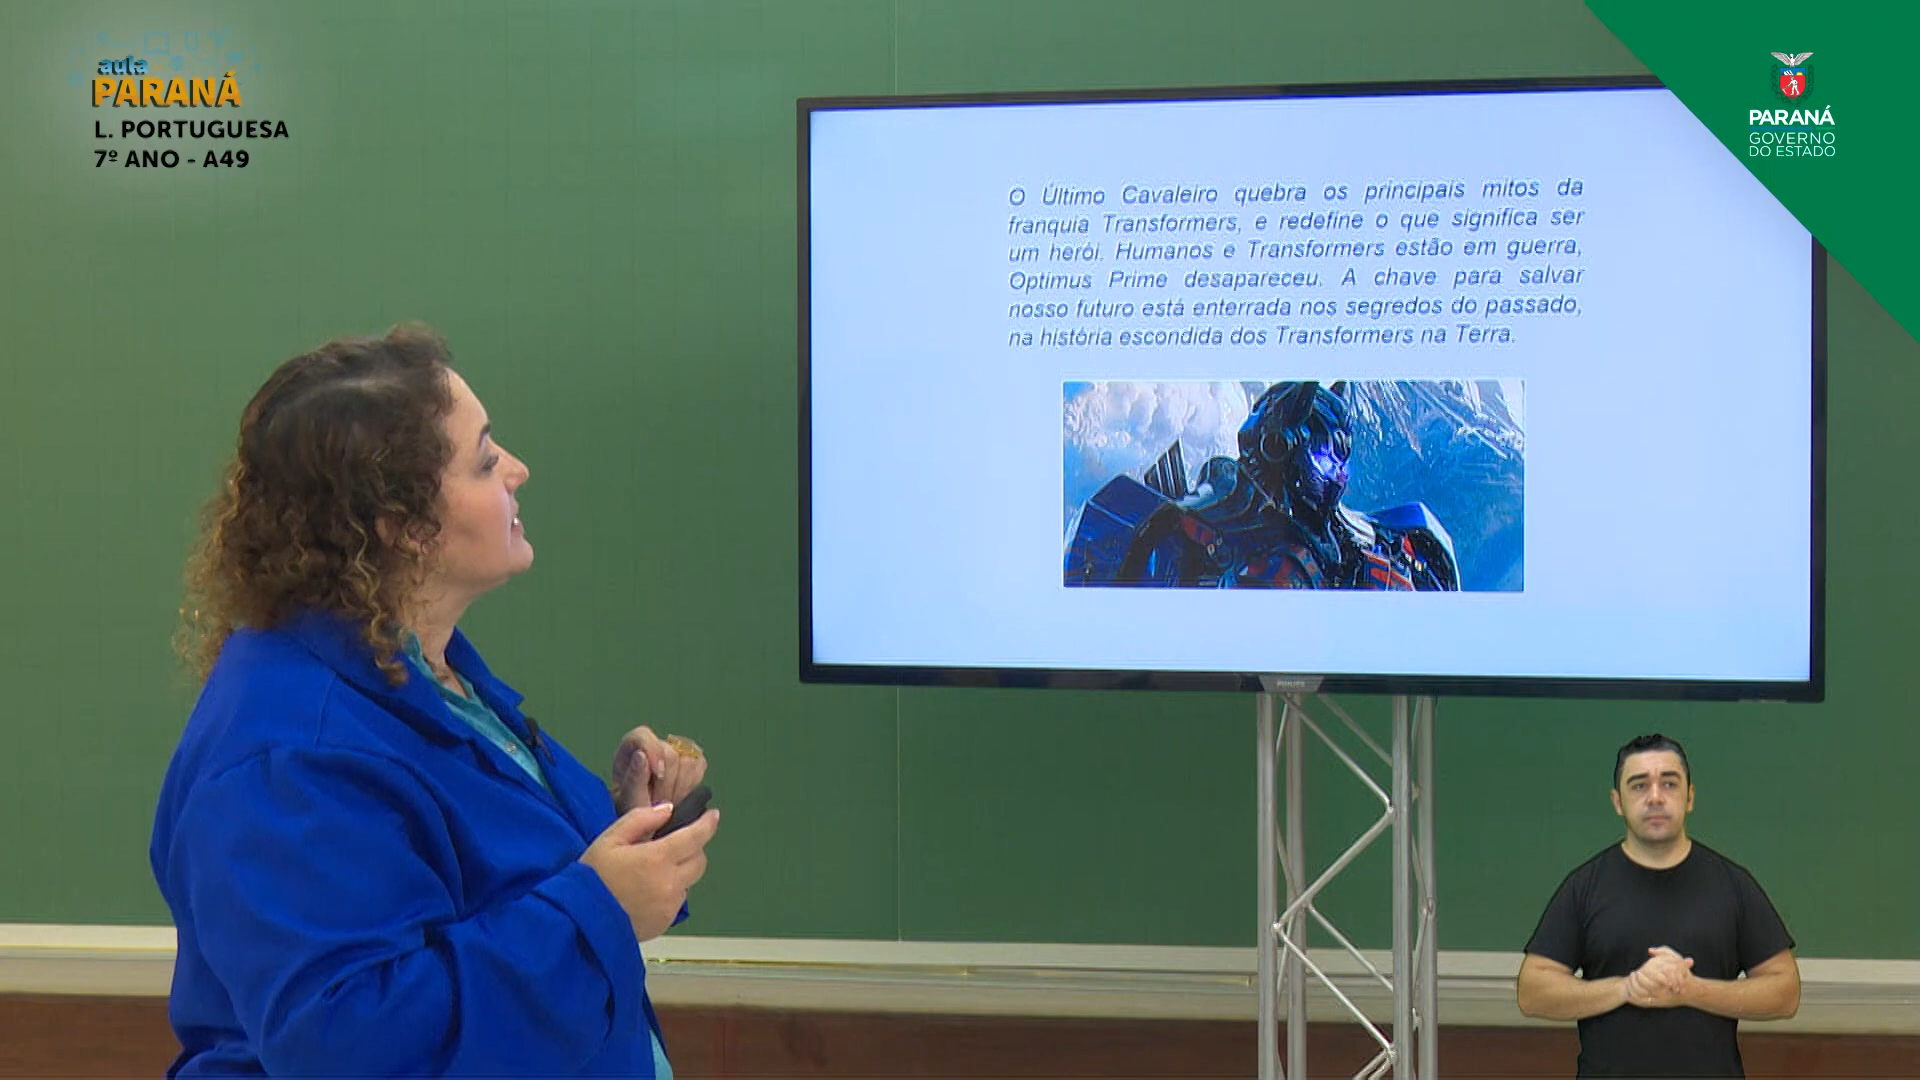 aula
PARANÁ
L. PORTUGUESA
7º ANO - A49
PARANÁ
GOVERNO
DO ESTADO
O Último Cavaleiro quebra os principais mitos da
franquia Transformers, e redefine o que significa ser
um herói. Humanos e Transformers estão em guerra,
Optimus Prime desapareceu. A chave para salvar
nosso futuro está enterrada nos segredos do passado,
na história escondida dos Transformers na Terra.
PHILIPS